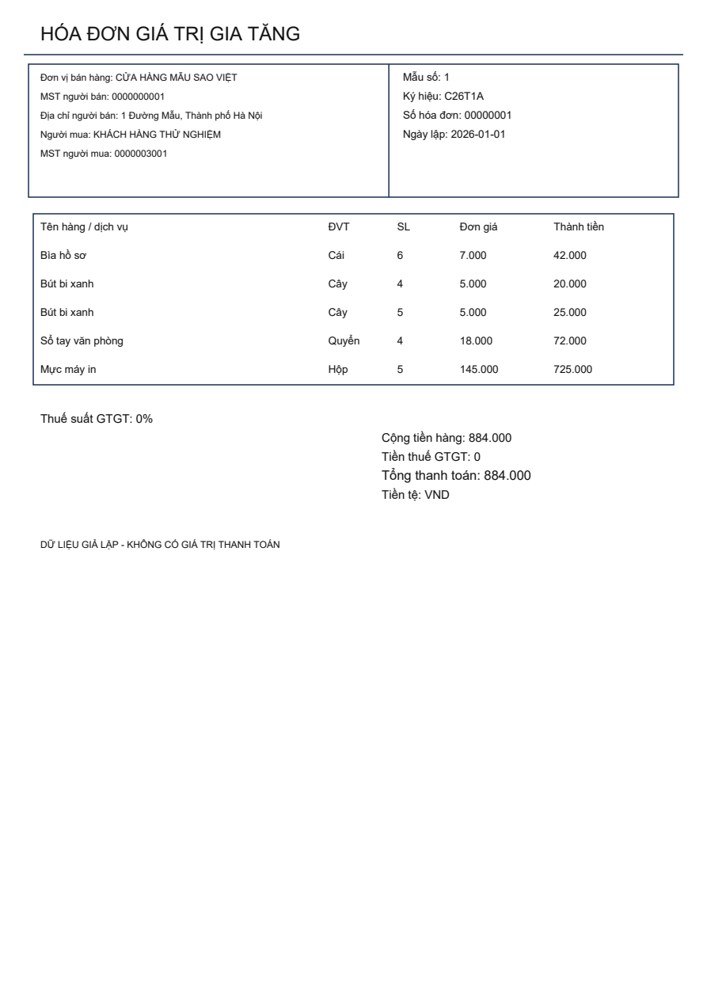 HÓA ĐƠN GIÁ TRỊ GIA TĂNG
Đơn vị bán hàng: CỬA HÀNG MẪU SAO VIỆT
MST người bán: 0000000001
Địa chỉ người bán: 1 Đường Mẫu, Thành phố Hà Nội
Người mua: KHÁCH HÀNG THỬ NGHIỆM
MST người mua: 0000003001
Mẫu số: 1
Ký hiệu: C26T1A
Số hóa đơn: 00000001
Ngày lập: 2026-01-01
Tên hàng / dịch vụ ĐVT SL Đơn giá Thành tiền
Bìa hồ sơ Cái 6 7.000 42.000
Bút bi xanh Cây 4 5.000 20.000
Bút bi xanh Cây 5 5.000 25.000
Sổ tay văn phòng Quyển 4 18.000 72.000
Mực máy in Hộp 5 145.000 725.000
Thuế suất GTGT: 0%
Cộng tiền hàng: 884.000
Tiền thuế GTGT: 0
Tổng thanh toán: 884.000
Tiền tệ: VND
DỮ LIỆU GIẢ LẬP - KHÔNG CÓ GIÁ TRỊ THANH TOÁN